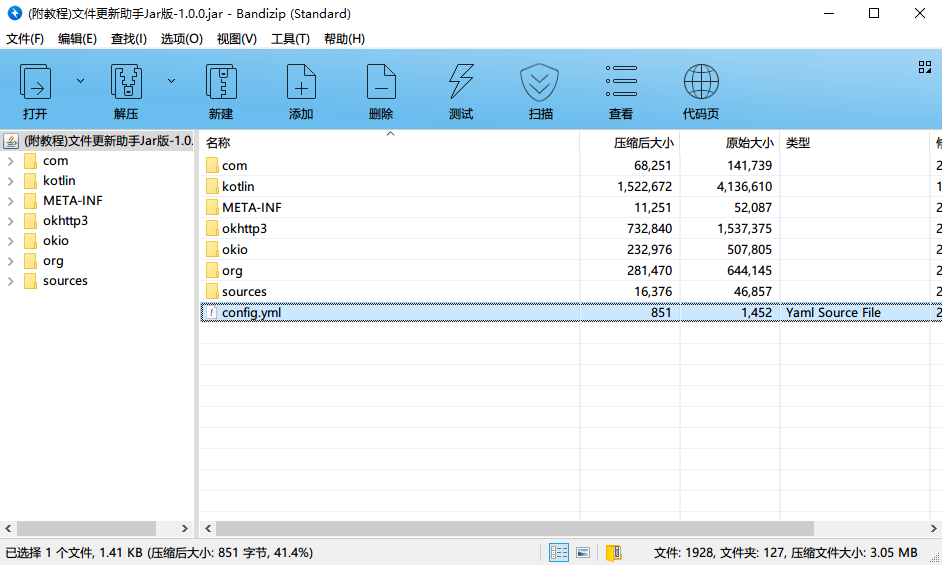 (附教程)文件更新助手Jar版-1.0.0.jar - Bandizip (Standard)
文件(F) 编辑(E) 查找(I) 选项(O) 视图(V) 工具(T) 帮助(H)
打开 解压 新建 添加 删除 测试 扫描 查看 代码页
(附教程)文件更新助手Jar版-1.0.
com
kotlin
META-INF
okhttp3
okio
org
sources
名称 压缩后大小 原始大小 类型
com 68,251 141,739 2
kotlin 1,522,672 4,136,610 1
META-INF 11,251 52,087 2
okhttp3 732,840 1,537,375 2
okio 232,976 507,805 2
org 281,470 644,145 2
sources 16,376 46,857 2
config.yml 851 1,452 Yaml Source File 2
已选择 1 个文件, 1.41 KB (压缩后大小: 851 字节, 41.4%)
文件: 1928, 文件夹: 127, 压缩文件大小: 3.05 MB